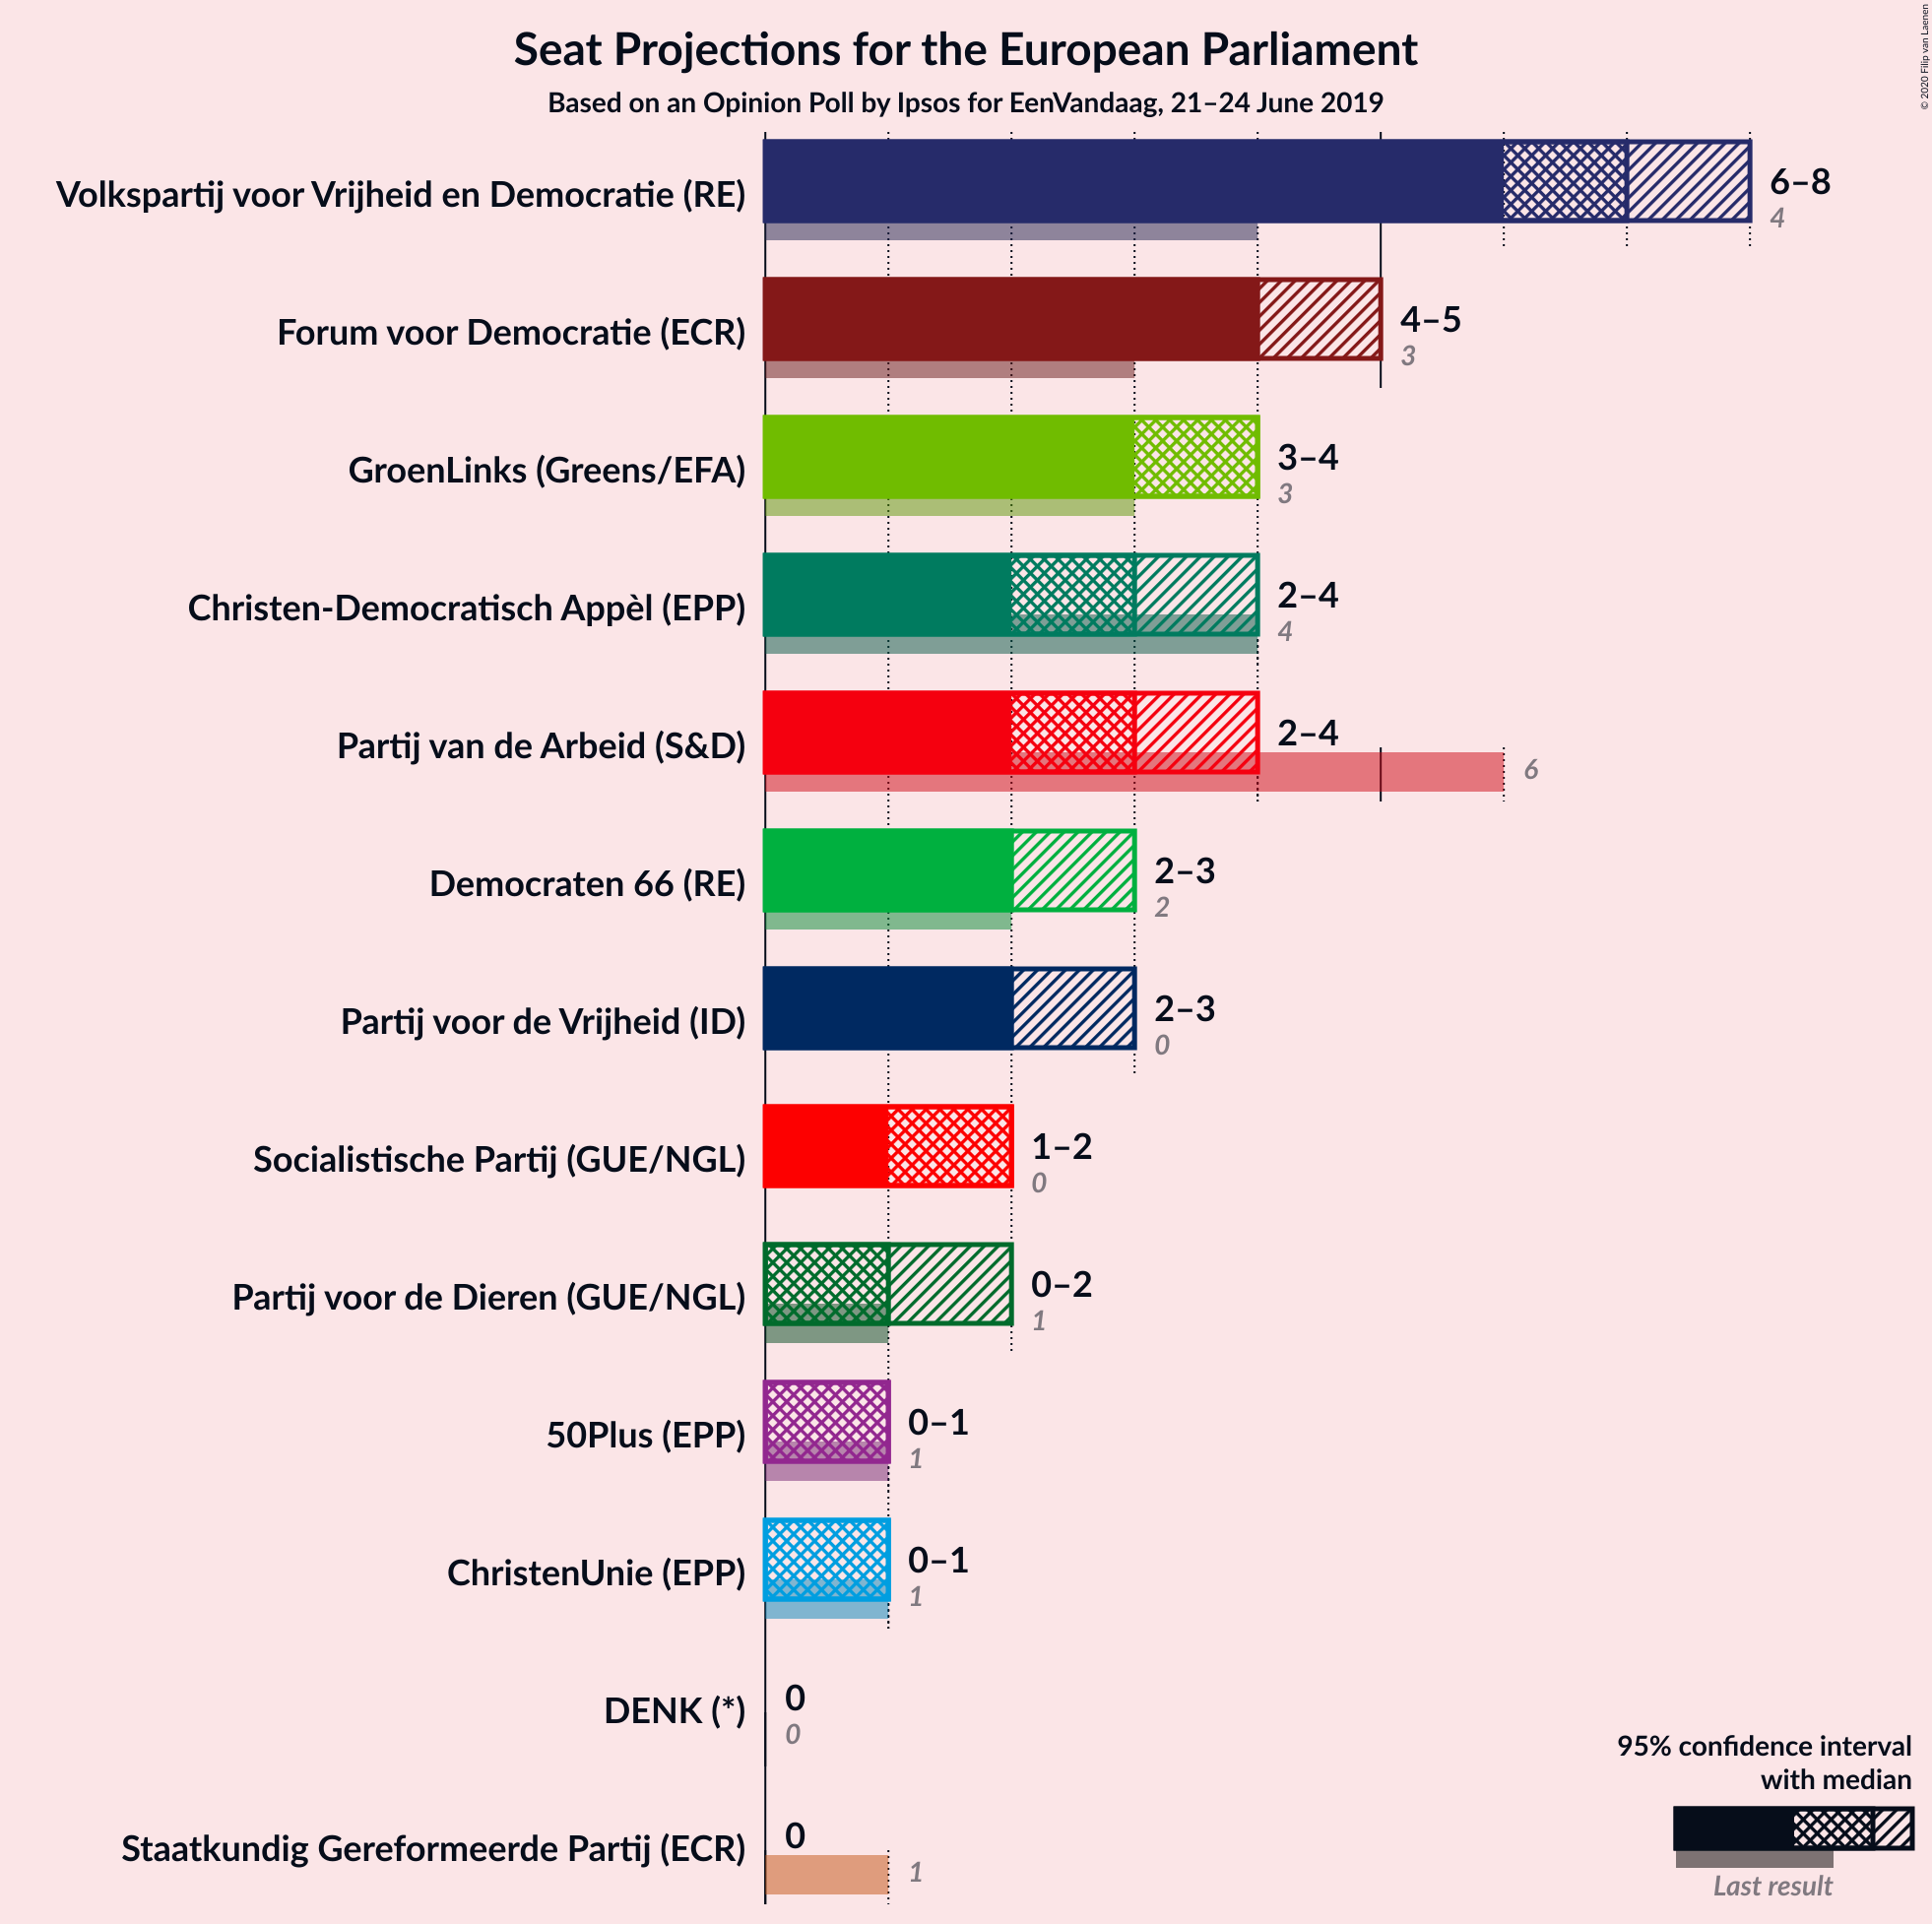 Seat Projections for the European Parliament
Based on an Opinion Poll by Ipsos for EenVandaag, 21–24 June 2019
© 2020 Filip van Laenen
Volkspartij voor Vrijheid en Democratie (RE)
6–8
4
Forum voor Democratie (ECR)
4–5
3
GroenLinks (Greens/EFA)
3–4
3
Christen-Democratisch Appèl (EPP)
2–4
4
Partij van de Arbeid (S&D)
2–4
6
Democraten 66 (RE)
2–3
2
Partij voor de Vrijheid (ID)
2–3
0
Socialistische Partij (GUE/NGL)
1–2
0
Partij voor de Dieren (GUE/NGL)
0–2
1
50Plus (EPP)
0–1
1
ChristenUnie (EPP)
0–1
1
DENK (*)
0
0
Staatkundig Gereformeerde Partij (ECR)
0
1
95% confidence interval
with median
Last result